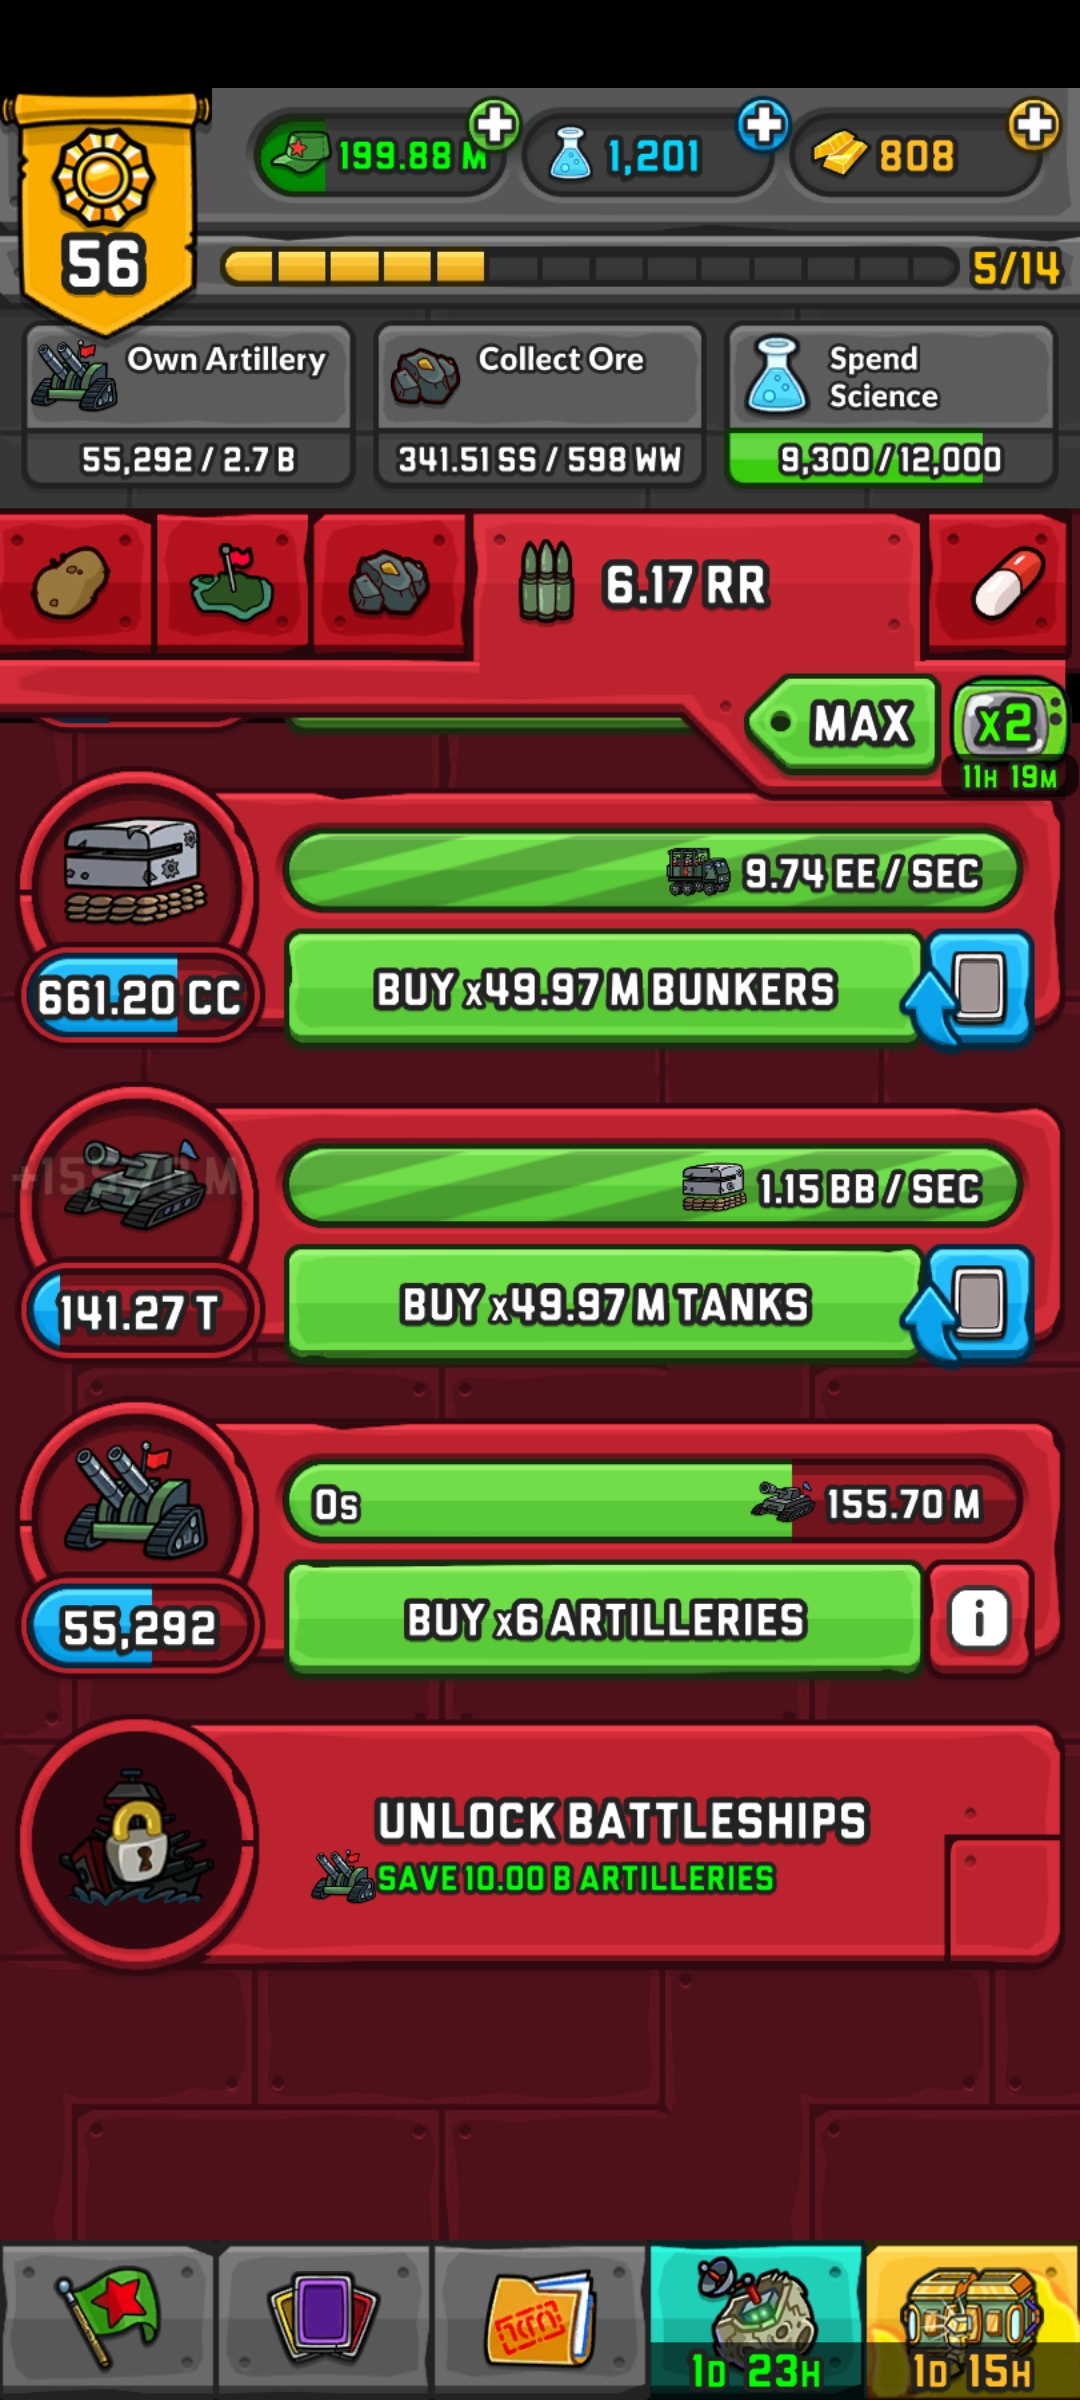 199.88 M
1,201
808
56
5/14
Own Artillery
55,292 / 2.7 B
Collect Ore
341.51 SS / 598 WW
Spend
Science
9,300 / 12,000
6.17 RR
MAX
x2
11H 19M
9.74 EE / SEC
661.20 CC
BUY x49.97 M BUNKERS
+155.70 M
1.15 BB / SEC
141.27 T
BUY x49.97 M TANKS
0s
155.70 M
55,292
BUY x6 ARTILLERIES
i
UNLOCK BATTLESHIPS
SAVE 10.00 B ARTILLERIES
1D 23H
1D 15H